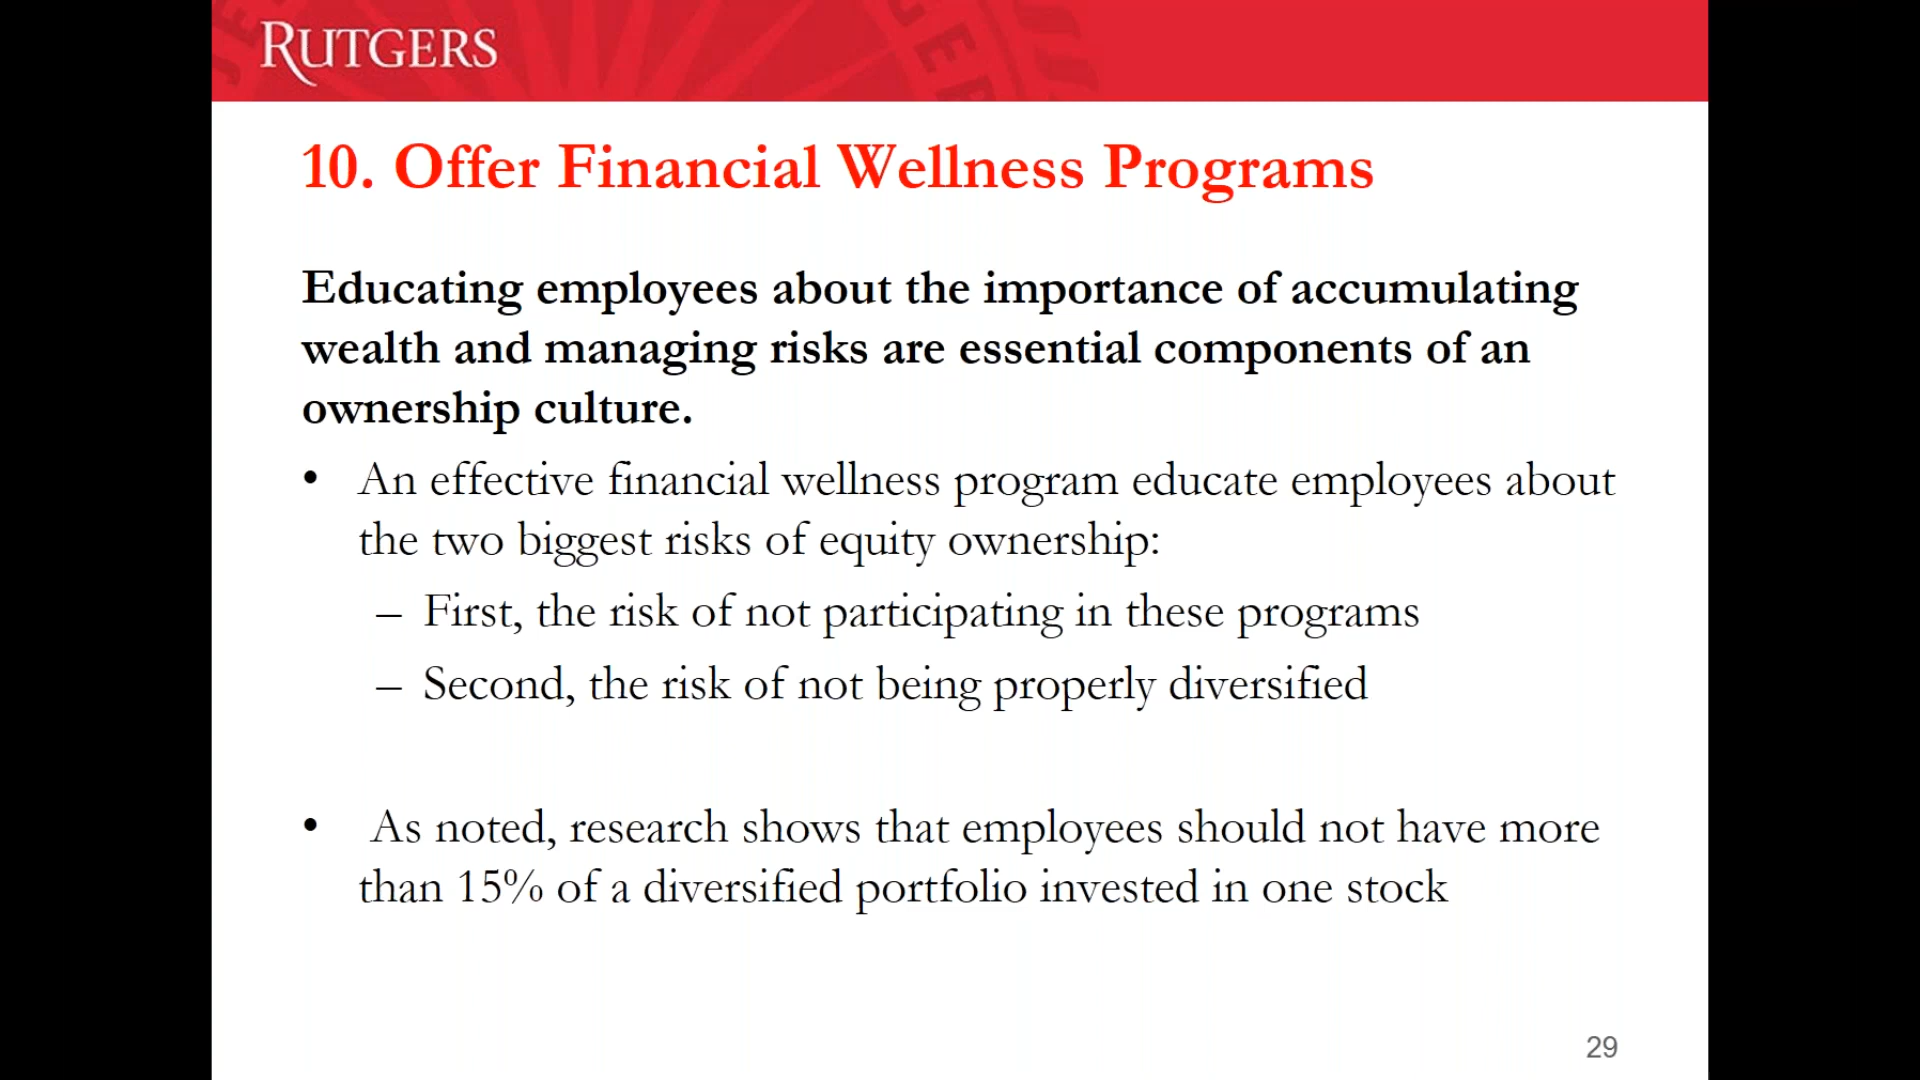 RUTGERS
10. Offer Financial Wellness Programs
Educating employees about the importance of accumulating
wealth and managing risks are essential components of an
ownership culture.
• An effective financial wellness program educate employees about
the two biggest risks of equity ownership:
– First, the risk of not participating in these programs
– Second, the risk of not being properly diversified
• As noted, research shows that employees should not have more
than 15% of a diversified portfolio invested in one stock
29